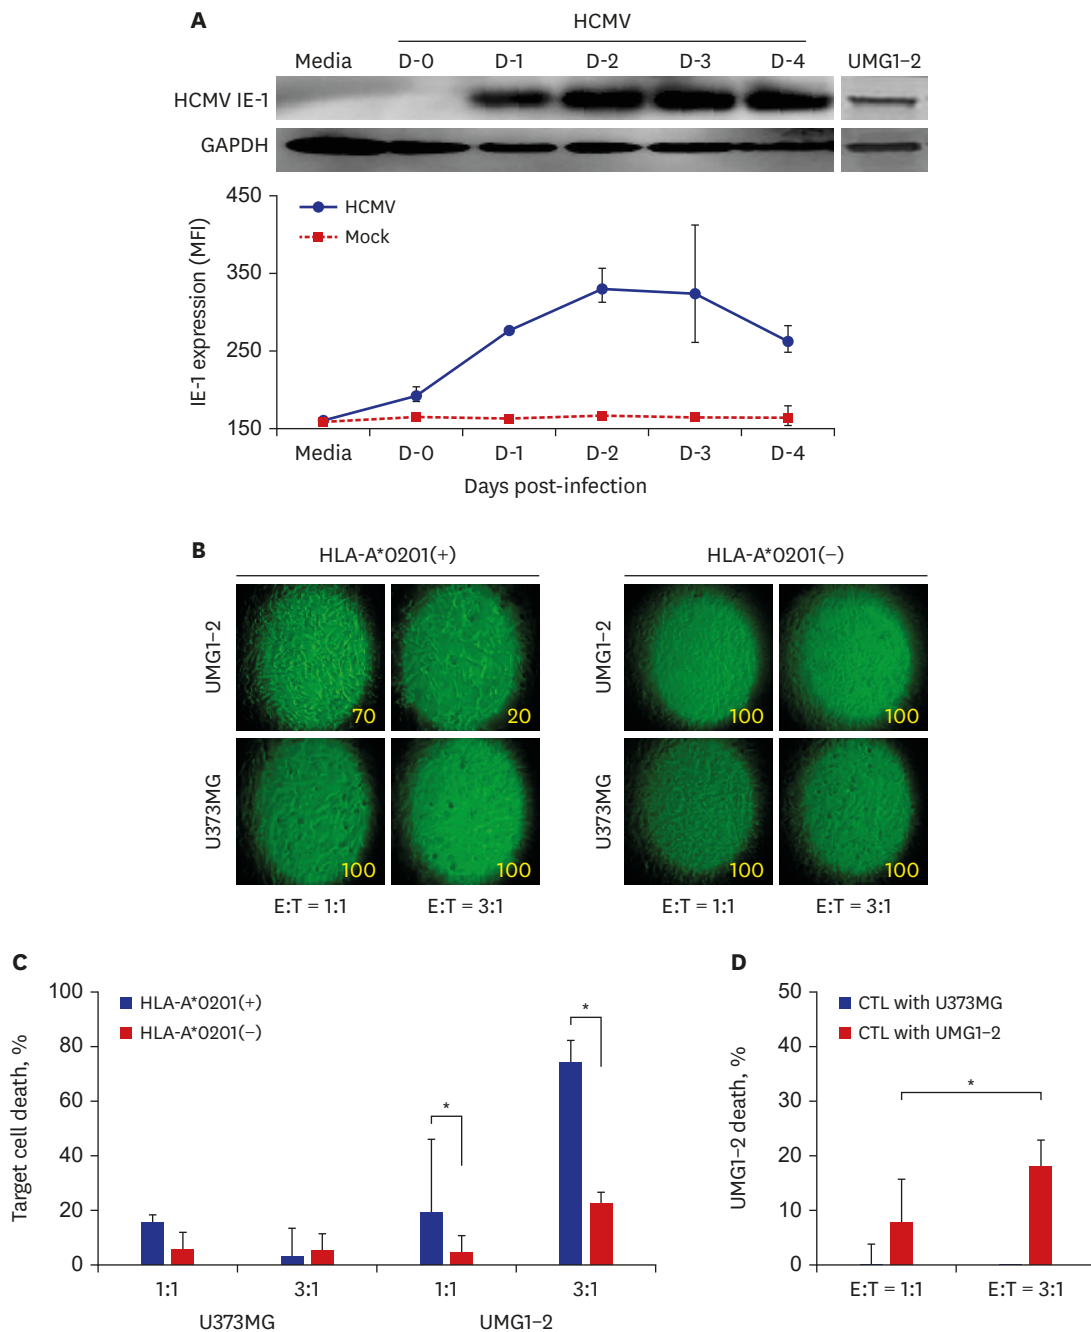 A
HCMV
Media D-0 D-1 D-2 D-3 D-4 UMG1–2
HCMV IE-1
GAPDH
450
350
250
150
IE-1 expression (MFI)
HCMV
Mock
Media D-0 D-1 D-2 D-3 D-4
Days post-infection
B
HLA-A*0201(+) HLA-A*0201(−)
UMG1–2 70 20 UMG1–2 100 100
U373MG 100 100 U373MG 100 100
E:T = 1:1 E:T = 3:1 E:T = 1:1 E:T = 3:1
C
100
80
60
40
20
0
Target cell death, %
HLA-A*0201(+)
HLA-A*0201(−)
* *
1:1 3:1 1:1 3:1
U373MG UMG1–2
D
50
40
30
20
10
0
UMG1–2 death, %
CTL with U373MG
CTL with UMG1–2
*
E:T = 1:1 E:T = 3:1